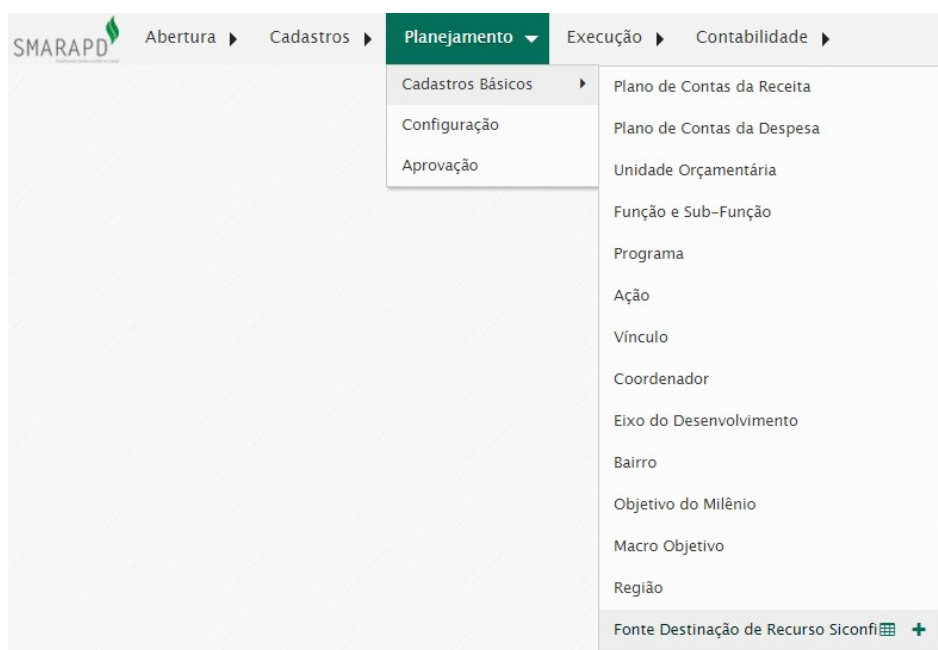 SMARAPD
Abertura Cadastros Planejamento Execução Contabilidade
Cadastros Básicos
Configuração
Aprovação
Plano de Contas da Receita
Plano de Contas da Despesa
Unidade Orçamentária
Função e Sub-Função
Programa
Ação
Vínculo
Coordenador
Eixo do Desenvolvimento
Bairro
Objetivo do Milênio
Macro Objetivo
Região
Fonte Destinação de Recurso Siconfi